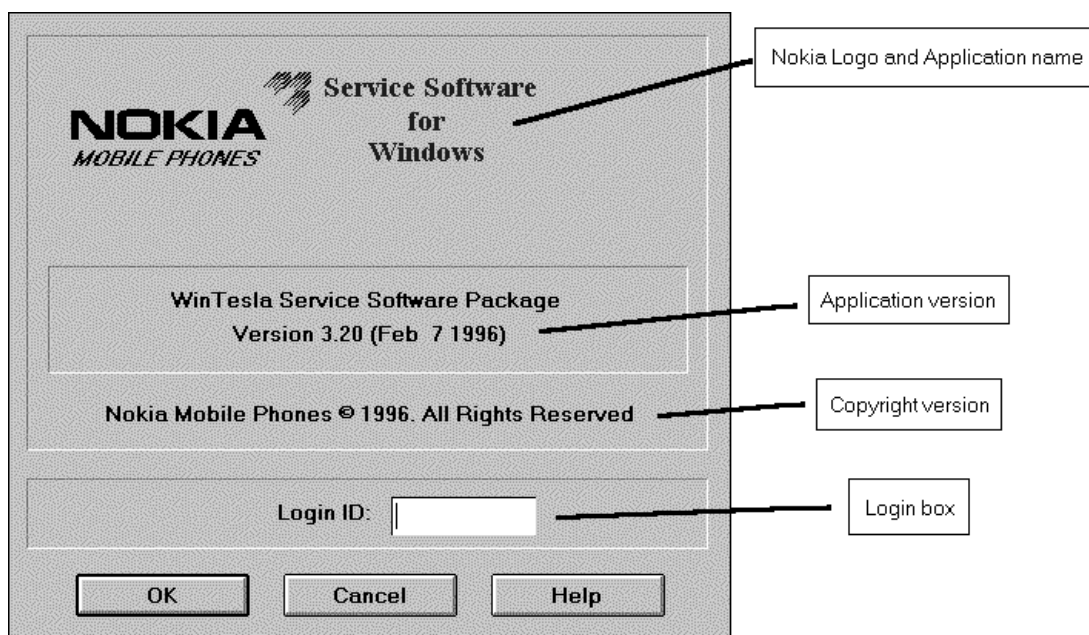 Nokia Logo and Application name
Service Software
for
Windows
NOKIA
MOBILE PHONES
WinTesla Service Software Package
Version 3.20 (Feb  7 1996)
Application version
Nokia Mobile Phones © 1996. All Rights Reserved
Copyright version
Login ID:
Login box
OK
Cancel
Help